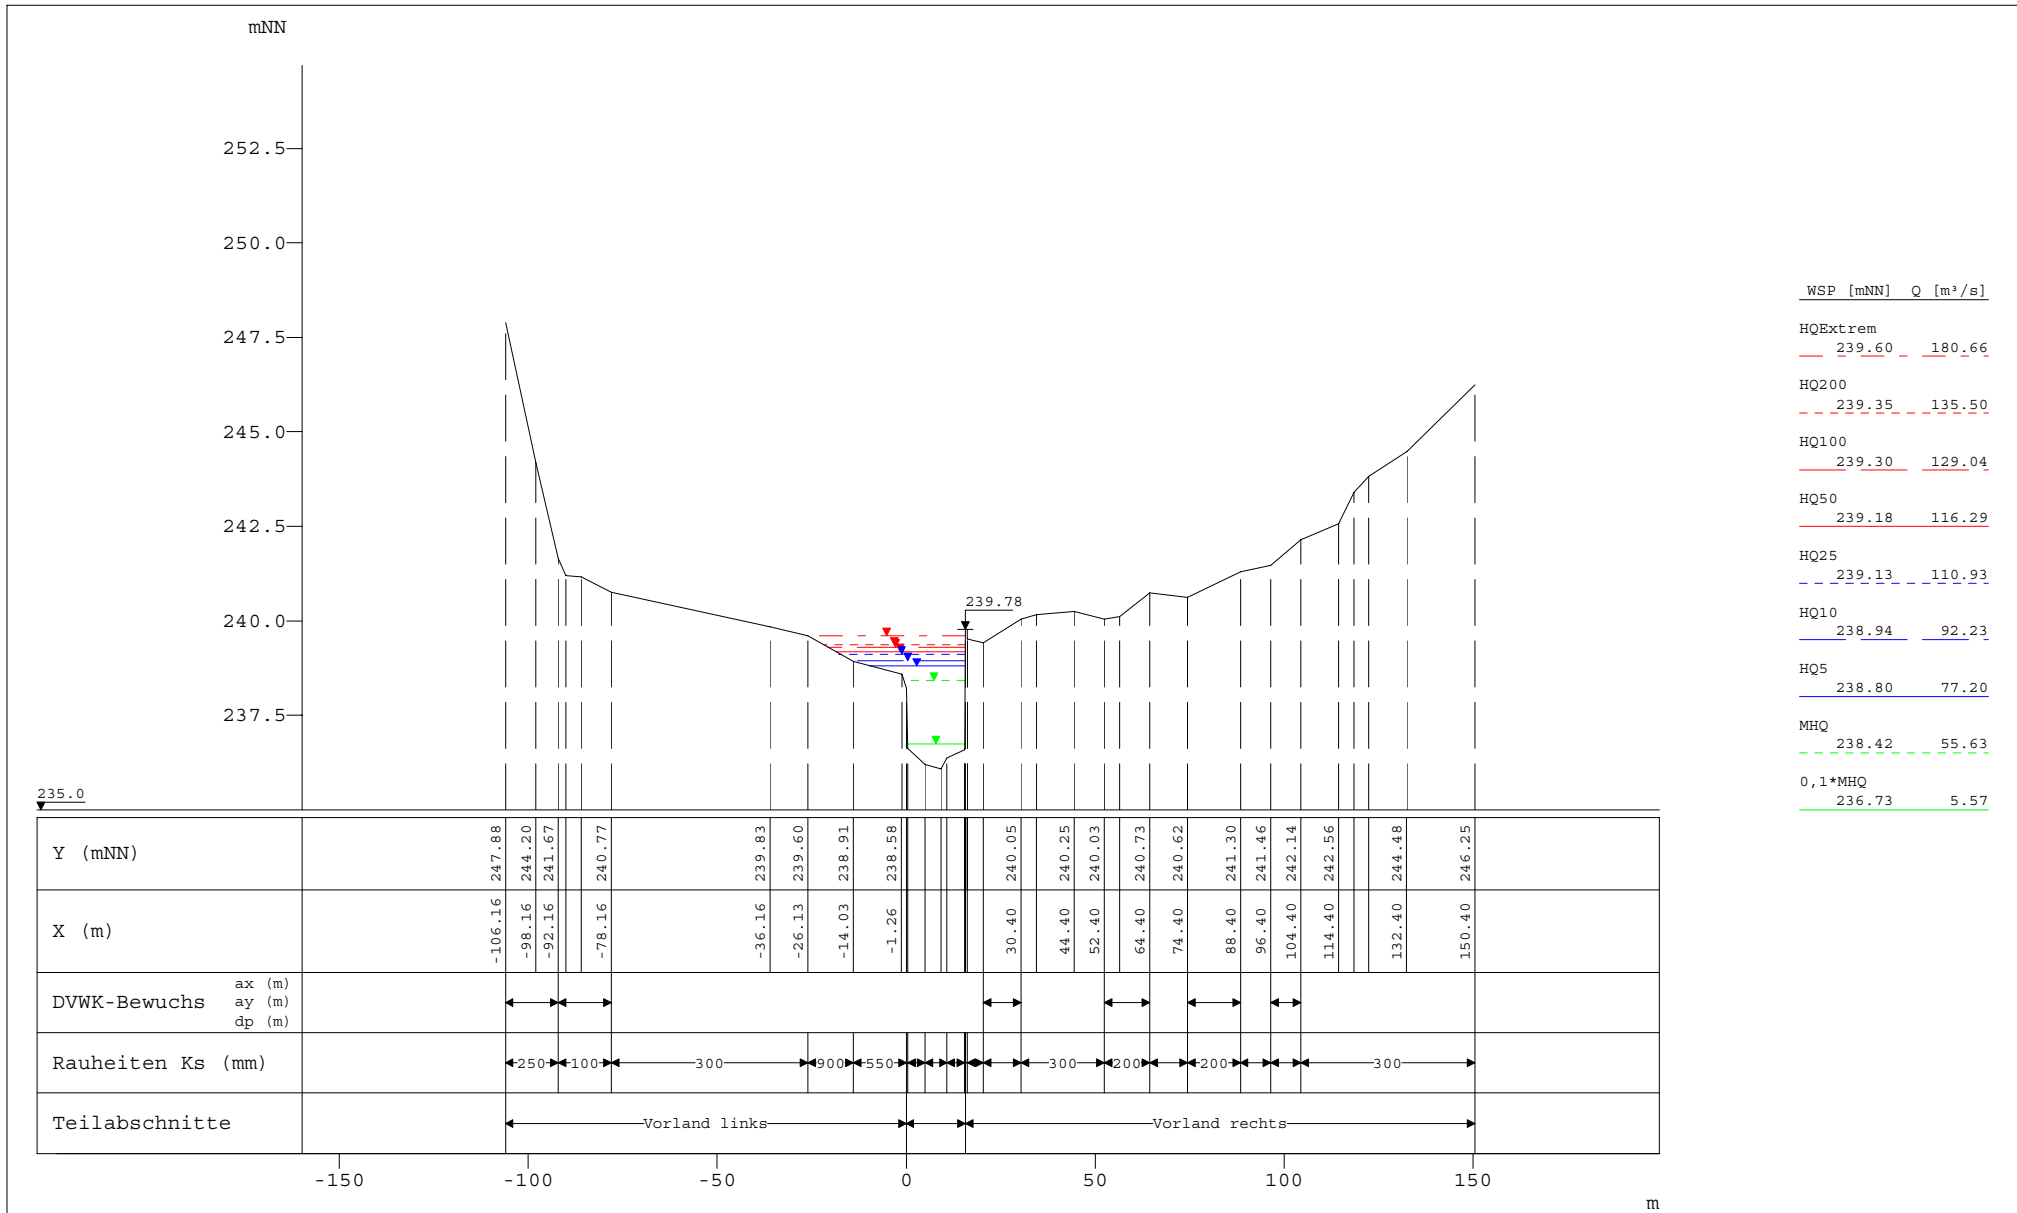 mNN
252.5
250.0
247.5
245.0
242.5
240.0
237.5
239.78
235.0
WSP [mNN] Q [m³/s]
HQExtrem
239.60 180.66
HQ200
239.35 135.50
HQ100
239.30 129.04
HQ50
239.18 116.29
HQ25
239.13 110.93
HQ10
238.94 92.23
HQ5
238.80 77.20
MHQ
238.42 55.63
0,1*MHQ
236.73 5.57
Y (mNN) 247.88 244.20 241.67 240.77 239.83 239.60 238.91 238.58 240.05 240.25 240.03 240.73 240.62 241.30 241.46 242.14 242.56 244.48 246.25
X (m) -106.16 -98.16 -92.16 -78.16 -36.16 -26.13 -14.03 -1.26 30.40 44.40 52.40 64.40 74.40 88.40 96.40 104.40 114.40 132.40 150.40
DVWK-Bewuchs
ax (m)
ay (m)
dp (m)
Rauheiten Ks (mm) 250 100 300 900 550 300 200 200 300
Teilabschnitte Vorland links Vorland rechts
-150 -100 -50 0 50 100 150
m